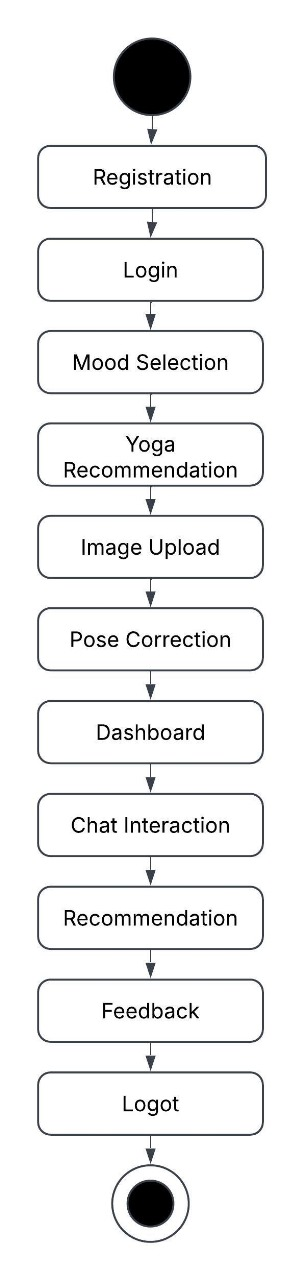 Registration
Login
Mood Selection
Yoga
Recommendation
Image Upload
Pose Correction
Dashboard
Chat Interaction
Recommendation
Feedback
Logot